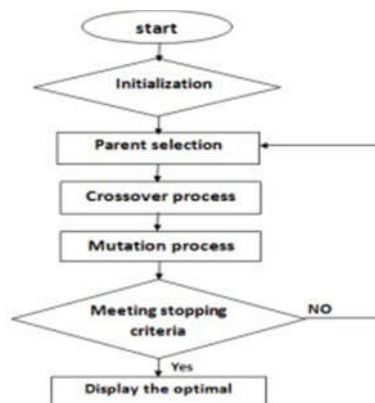 start
Initialization
Parent selection
Crossover process
Mutation process
Meeting stopping
criteria
NO
Yes
Display the optimal